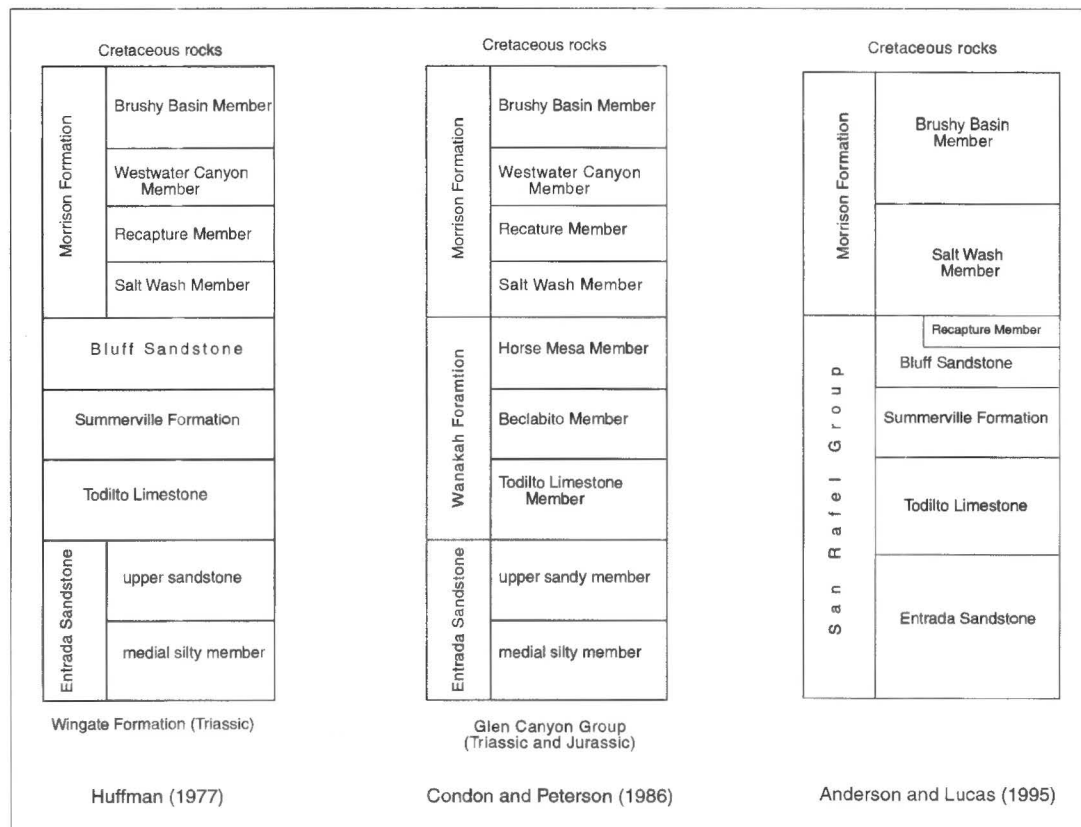 Cretaceous rocks
Morrison Formation
Brushy Basin Member
Westwater Canyon
Member
Recapture Member
Salt Wash Member
Bluff Sandstone
Summerville Formation
Todilto Limestone
Entrada Sandstone
upper sandstone
medial silty member
Wingate Formation (Triassic)
Huffman (1977)
Cretaceous rocks
Morrison Formation
Brushy Basin Member
Westwater Canyon
Member
Recature Member
Salt Wash Member
Wanakah Foramtion
Horse Mesa Member
Beclabito Member
Todilto Limestone
Member
Entrada Sandstone
upper sandy member
medial silty member
Glen Canyon Group
(Triassic and Jurassic)
Condon and Peterson (1986)
Cretaceous rocks
Morrison Formation
Brushy Basin
Member
Salt Wash
Member
San Rafel Group
Recapture Member
Bluff Sandstone
Summerville Formation
Todilto Limestone
Entrada Sandstone
Anderson and Lucas (1995)